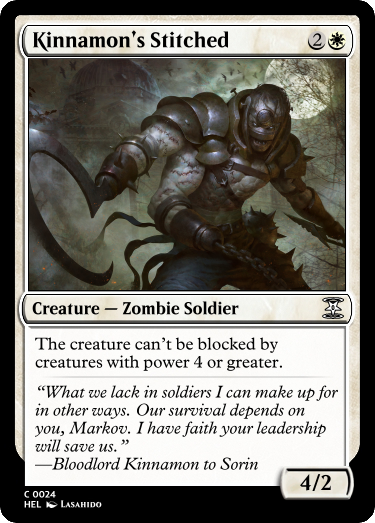 Kinnamon's Stitched 2
Creature — Zombie Soldier
The creature can't be blocked by
creatures with power 4 or greater.
“What we lack in soldiers I can make up for
in other ways. Our survival depends on
you, Markov. I have faith your leadership
will save us.”
—Bloodlord Kinnamon to Sorin
4/2
C 0024
HEL Lasahido